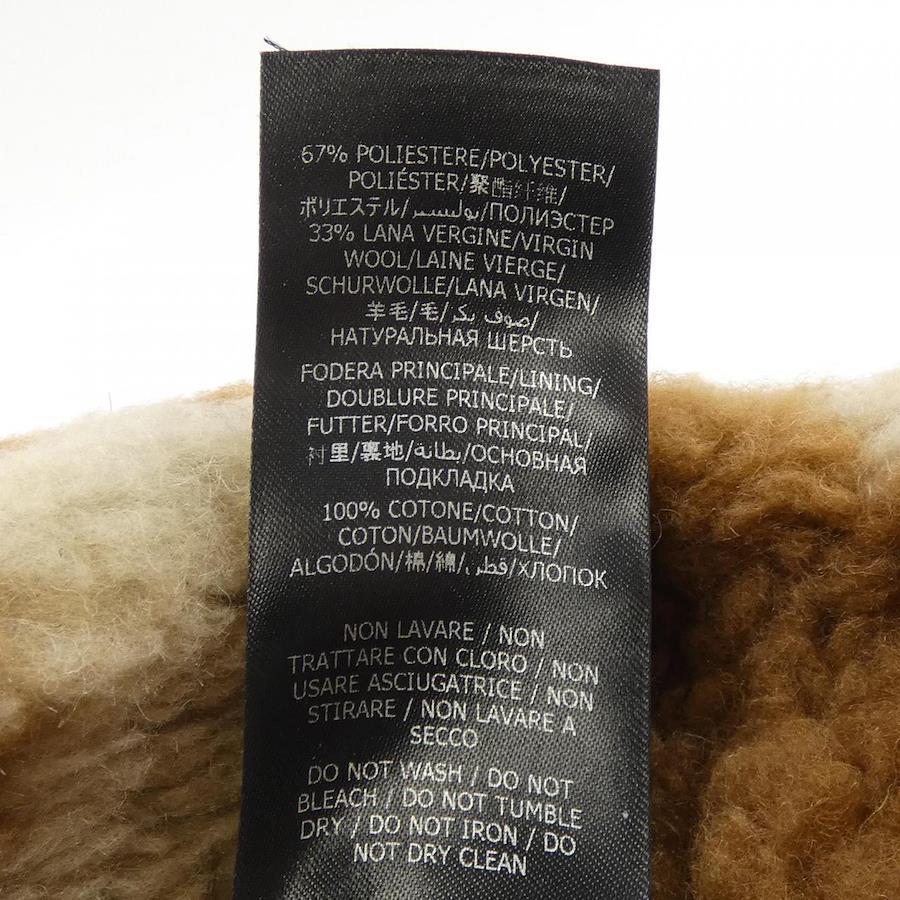 67% POLIESTERE/POLYESTER/
POLIÉSTER/聚酯纤维/
ポリエステル/بوليستر/ПОЛИЭСТЕР
33% LANA VERGINE/VIRGIN
WOOL/LAINE VIERGE/
SCHURWOLLE/LANA VIRGEN/
羊毛/毛/صوف بكر/
НАТУРАЛЬНАЯ ШЕРСТЬ
FODERA PRINCIPALE/LINING/
DOUBLURE PRINCIPALE/
FUTTER/FORRO PRINCIPAL/
衬里/裏地/بطانة/ОСНОВНАЯ
ПОДКЛАДКА
100% COTONE/COTTON/
COTON/BAUMWOLLE/
ALGODÓN/棉/綿/قطن/ХЛОПОК
NON LAVARE / NON
TRATTARE CON CLORO / NON
USARE ASCIUGATRICE / NON
STIRARE / NON LAVARE A
SECCO
DO NOT WASH / DO NOT
BLEACH / DO NOT TUMBLE
DRY / DO NOT IRON / DO
NOT DRY CLEAN